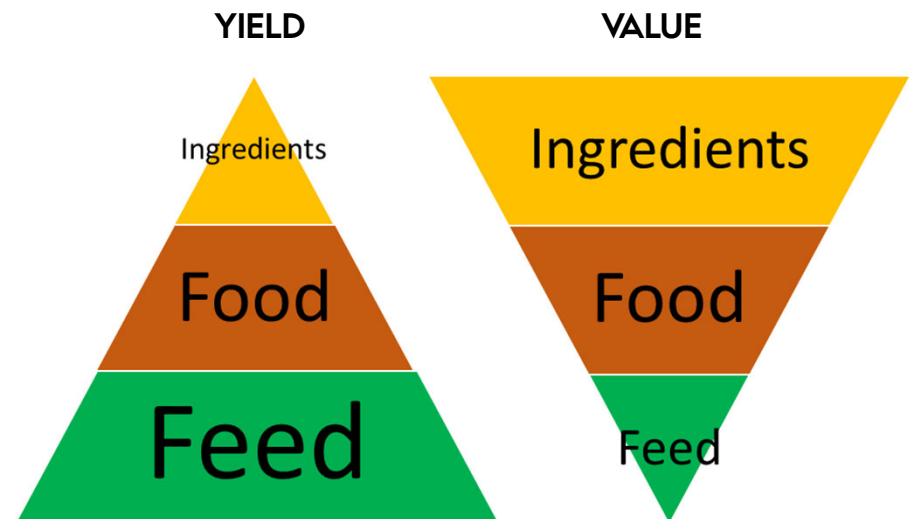 YIELD
Ingredients
Food
Feed
VALUE
Ingredients
Food
Feed